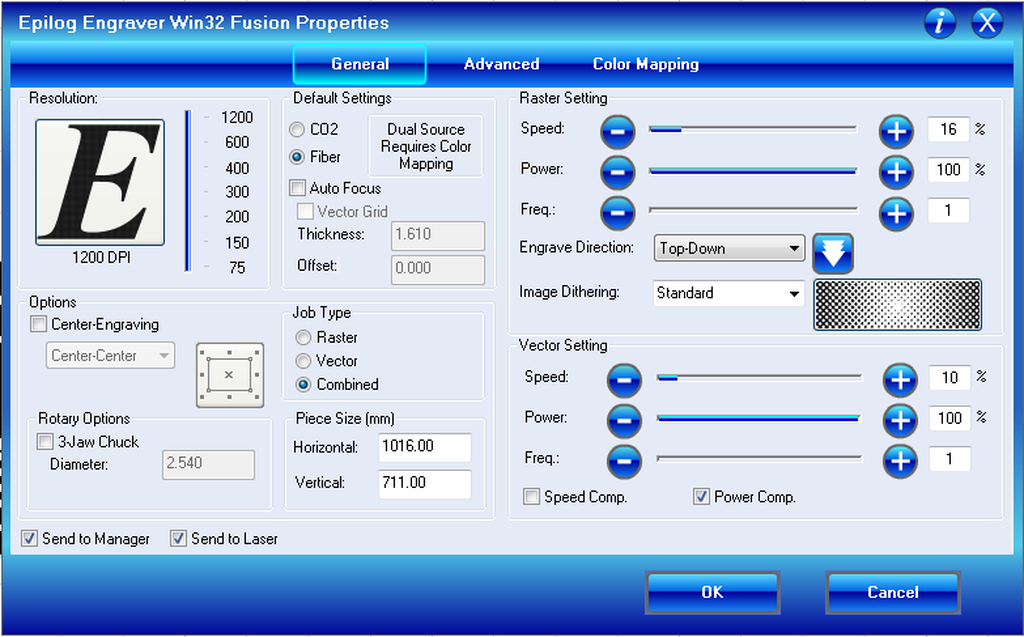 Epilog Engraver Win32 Fusion Properties
i X
General Advanced Color Mapping
Resolution:
E
1200 DPI
1200
600
400
300
200
150
75
Default Settings
CO2
Fiber
Dual Source
Requires Color
Mapping
Auto Focus
Vector Grid
Thickness: 1.610
Offset: 0.000
Options
Center-Engraving
Center-Center
Rotary Options
3-Jaw Chuck
Diameter: 2.540
Job Type
Raster
Vector
Combined
Piece Size (mm)
Horizontal: 1016.00
Vertical: 711.00
Raster Setting
Speed: 16 %
Power: 100 %
Freq.: 1
Engrave Direction: Top-Down
Image Dithering: Standard
Vector Setting
Speed: 10 %
Power: 100 %
Freq.: 1
Speed Comp. Power Comp.
Send to Manager Send to Laser
OK Cancel